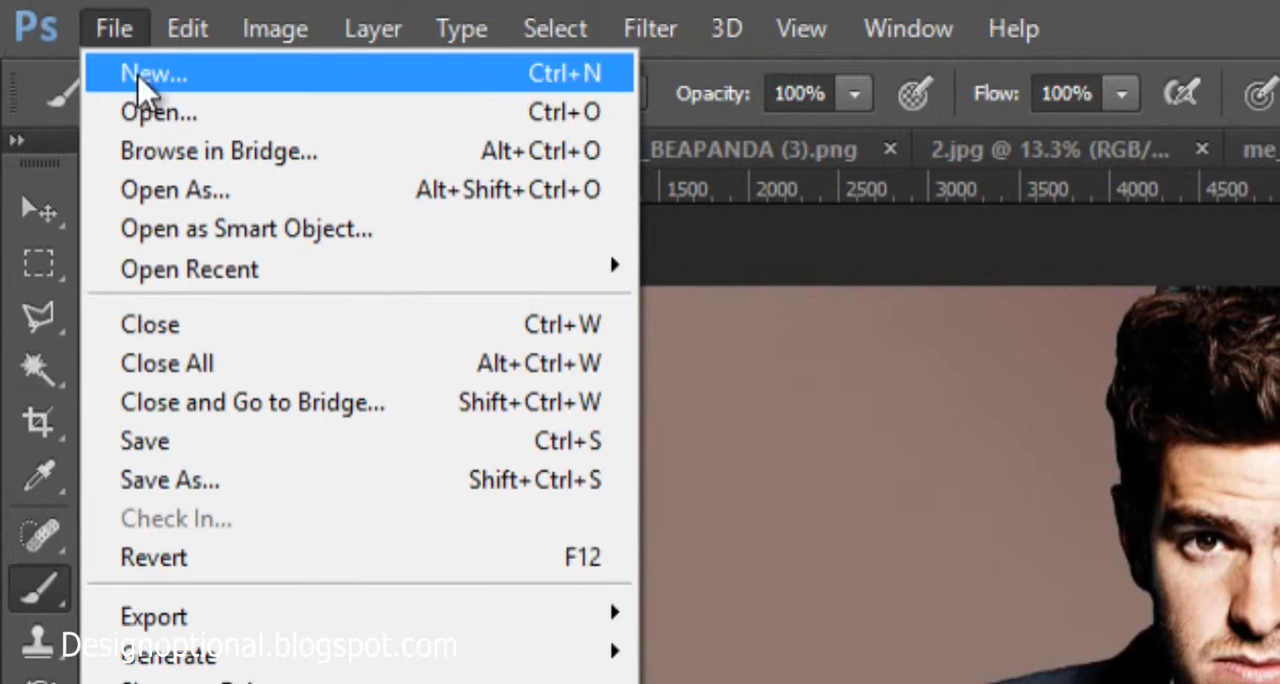 Ps File Edit Image Layer Type Select Filter 3D View Window Help
New... Ctrl+N
Opacity: 100% Flow: 100%
Open... Ctrl+O
Browse in Bridge... Alt+Ctrl+O
_BEAPANDA (3).png × 2.jpg @ 13.3% (RGB/... × me_
Open As... Alt+Shift+Ctrl+O
1500 2000 2500 3000 3500 4000 4500
Open as Smart Object...
Open Recent
Close Ctrl+W
Close All Alt+Ctrl+W
Close and Go to Bridge... Shift+Ctrl+W
Save Ctrl+S
Save As... Shift+Ctrl+S
Check In...
Revert F12
Export
Designoptional.blogspot.com
Generate